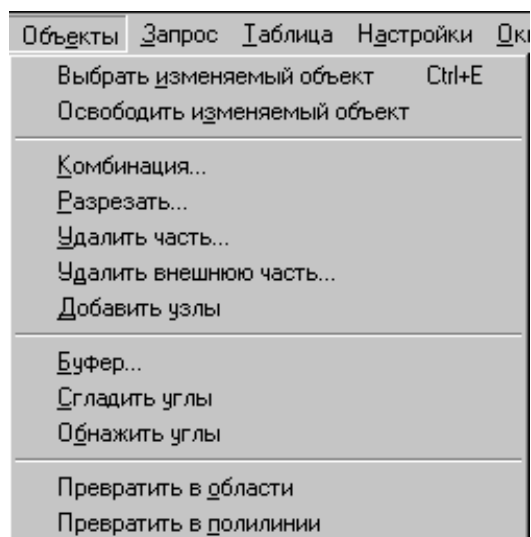 Объекты Запрос Таблица Настройки
Выбрать изменяемый объект Ctrl+E
Освободить изменяемый объект
Комбинация...
Разрезать...
Удалить часть...
Удалить внешнюю часть...
Добавить узлы
Буфер...
Сгладить углы
Обнажить углы
Превратить в области
Превратить в полилинии